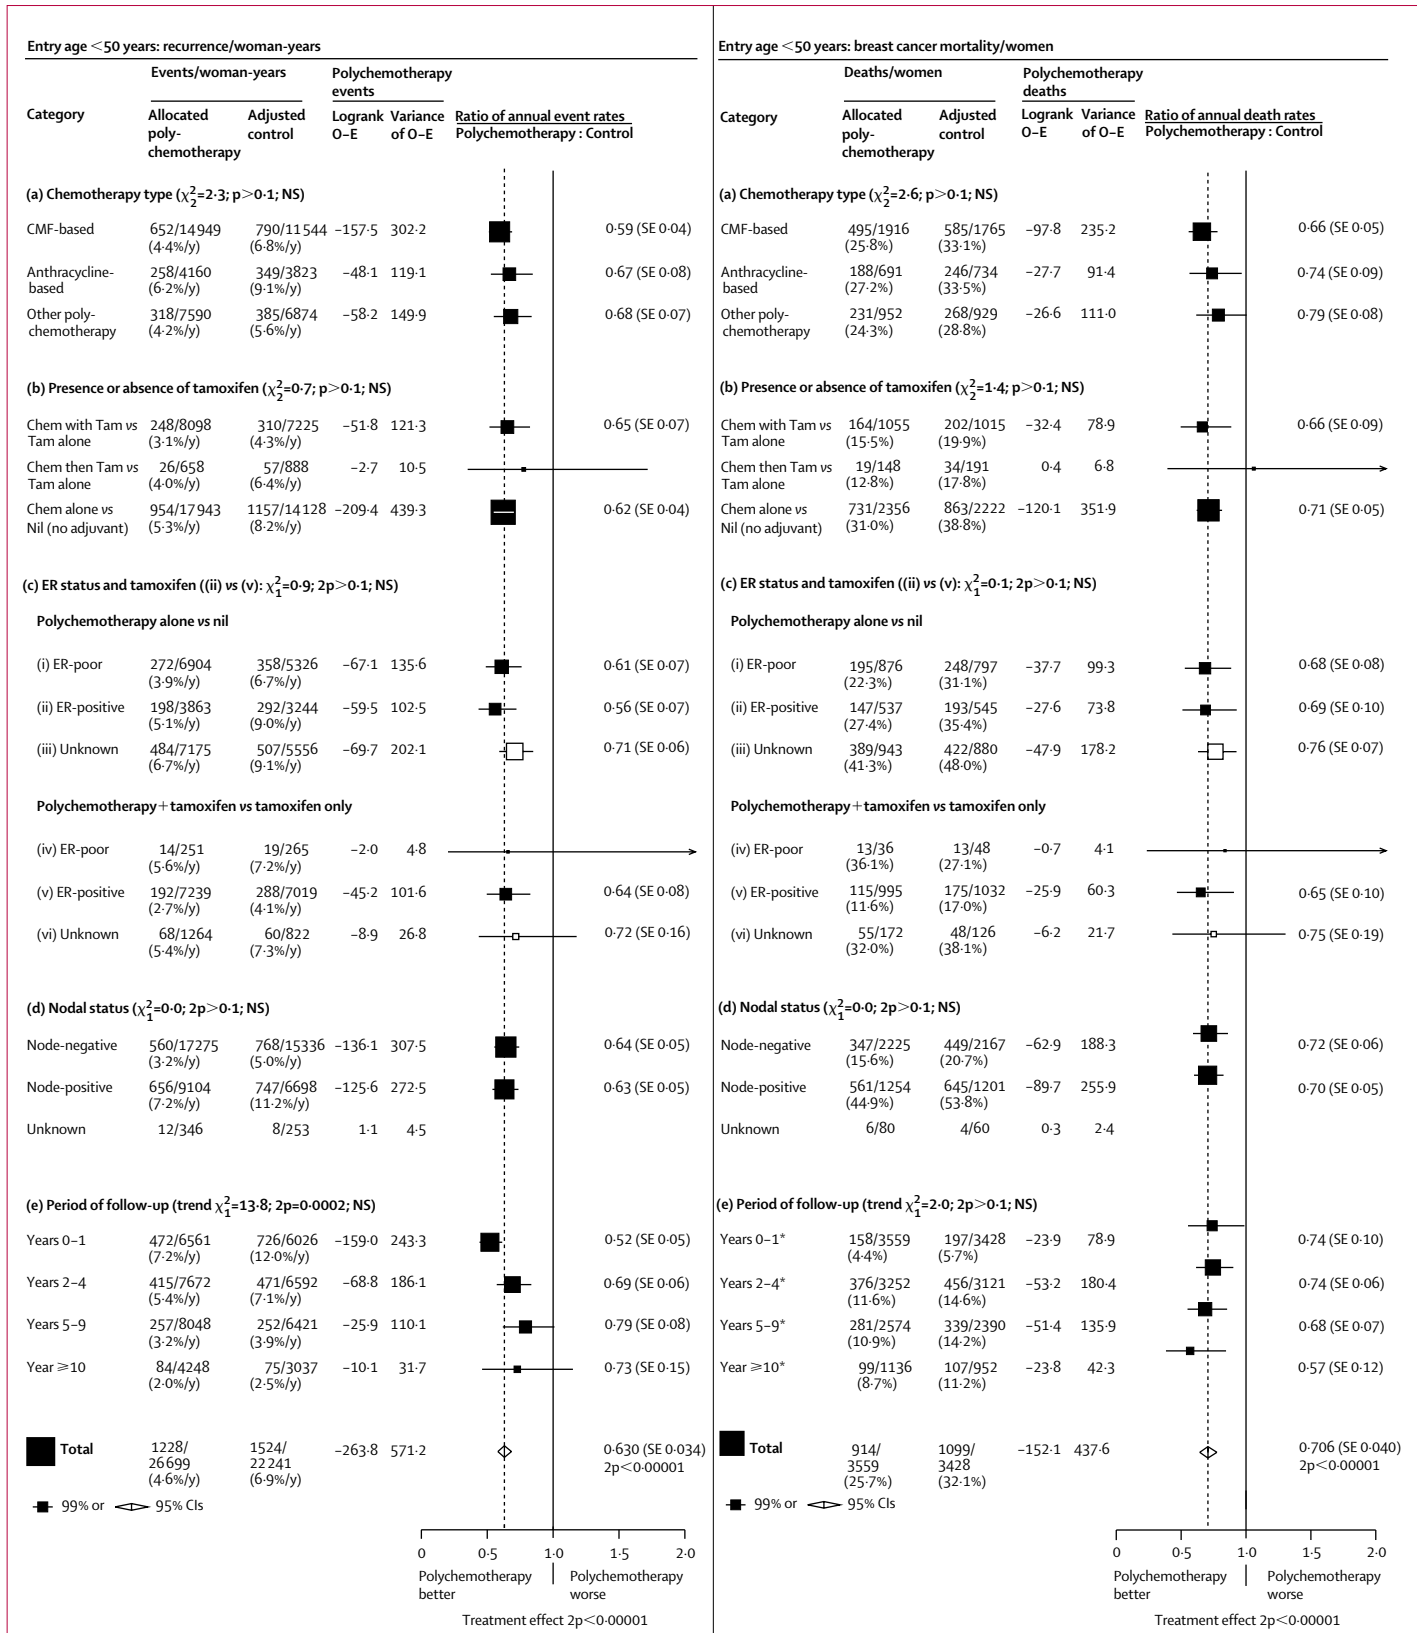 Entry age <50 years: recurrence/woman-years
Events/woman-years Polychemotherapy events
Category Allocated poly-chemotherapy Adjusted control Logrank O–E Variance of O–E Ratio of annual event rates Polychemotherapy : Control
(a) Chemotherapy type (χ²₂=2·3; p>0·1; NS)
CMF-based 652/14949 790/11544 –157·5 302·2 0·59 (SE 0·04)
(4·4%/y) (6·8%/y)
Anthracycline- 258/4160 349/3823 –48·1 119·1 0·67 (SE 0·08)
based (6·2%/y) (9·1%/y)
Other poly- 318/7590 385/6874 –58·2 149·9 0·68 (SE 0·07)
chemotherapy (4·2%/y) (5·6%/y)
(b) Presence or absence of tamoxifen (χ²₂=0·7; p>0·1; NS)
Chem with Tam vs 248/8098 310/7225 –51·8 121·3 0·65 (SE 0·07)
Tam alone (3·1%/y) (4·3%/y)
Chem then Tam vs 26/658 57/888 –2·7 10·5
Tam alone (4·0%/y) (6·4%/y)
Chem alone vs 954/17943 1157/14128 –209·4 439·3 0·62 (SE 0·04)
Nil (no adjuvant) (5·3%/y) (8·2%/y)
(c) ER status and tamoxifen ((ii) vs (v): χ²₁=0·9; 2p>0·1; NS)
Polychemotherapy alone vs nil
(i) ER-poor 272/6904 358/5326 –67·1 135·6 0·61 (SE 0·07)
(3·9%/y) (6·7%/y)
(ii) ER-positive 198/3863 292/3244 –59·5 102·5 0·56 (SE 0·07)
(5·1%/y) (9·0%/y)
(iii) Unknown 484/7175 507/5556 –69·7 202·1 0·71 (SE 0·06)
(6·7%/y) (9·1%/y)
Polychemotherapy+tamoxifen vs tamoxifen only
(iv) ER-poor 14/251 19/265 –2·0 4·8
(5·6%/y) (7·2%/y)
(v) ER-positive 192/7239 288/7019 –45·2 101·6 0·64 (SE 0·08)
(2·7%/y) (4·1%/y)
(vi) Unknown 68/1264 60/822 –8·9 26·8 0·72 (SE 0·16)
(5·4%/y) (7·3%/y)
(d) Nodal status (χ²₁=0·0; 2p>0·1; NS)
Node-negative 560/17275 768/15336 –136·1 307·5 0·64 (SE 0·05)
(3·2%/y) (5·0%/y)
Node-positive 656/9104 747/6698 –125·6 272·5 0·63 (SE 0·05)
(7·2%/y) (11·2%/y)
Unknown 12/346 8/253 1·1 4·5
(e) Period of follow-up (trend χ²₁=13·8; 2p=0·0002; NS)
Years 0–1 472/6561 726/6026 –159·0 243·3 0·52 (SE 0·05)
(7·2%/y) (12·0%/y)
Years 2–4 415/7672 471/6592 –68·8 186·1 0·69 (SE 0·06)
(5·4%/y) (7·1%/y)
Years 5–9 257/8048 252/6421 –25·9 110·1 0·79 (SE 0·08)
(3·2%/y) (3·9%/y)
Year ≥10 84/4248 75/3037 –10·1 31·7 0·73 (SE 0·15)
(2·0%/y) (2·5%/y)
Total 1228/ 1524/ –263·8 571·2 0·630 (SE 0·034)
26699 22241 2p<0·00001
(4·6%/y) (6·9%/y)
99% or 95% CIs
0 0·5 1·0 1·5 2·0
Polychemotherapy better Polychemotherapy worse
Treatment effect 2p<0·00001
Entry age <50 years: breast cancer mortality/women
Deaths/women Polychemotherapy deaths
Category Allocated poly-chemotherapy Adjusted control Logrank O–E Variance of O–E Ratio of annual death rates Polychemotherapy : Control
(a) Chemotherapy type (χ²₂=2·6; p>0·1; NS)
CMF-based 495/1916 585/1765 –97·8 235·2 0·66 (SE 0·05)
(25·8%) (33·1%)
Anthracycline- 188/691 246/734 –27·7 91·4 0·74 (SE 0·09)
based (27·2%) (33·5%)
Other poly- 231/952 268/929 –26·6 111·0 0·79 (SE 0·08)
chemotherapy (24·3%) (28·8%)
(b) Presence or absence of tamoxifen (χ²₂=1·4; p>0·1; NS)
Chem with Tam vs 164/1055 202/1015 –32·4 78·9 0·66 (SE 0·09)
Tam alone (15·5%) (19·9%)
Chem then Tam vs 19/148 34/191 0·4 6·8
Tam alone (12·8%) (17·8%)
Chem alone vs 731/2356 863/2222 –120·1 351·9 0·71 (SE 0·05)
Nil (no adjuvant) (31·0%) (38·8%)
(c) ER status and tamoxifen ((ii) vs (v): χ²₁=0·1; 2p>0·1; NS)
Polychemotherapy alone vs nil
(i) ER-poor 195/876 248/797 –37·7 99·3 0·68 (SE 0·08)
(22·3%) (31·1%)
(ii) ER-positive 147/537 193/545 –27·6 73·8 0·69 (SE 0·10)
(27·4%) (35·4%)
(iii) Unknown 389/943 422/880 –47·9 178·2 0·76 (SE 0·07)
(41·3%) (48·0%)
Polychemotherapy+tamoxifen vs tamoxifen only
(iv) ER-poor 13/36 13/48 –0·7 4·1
(36·1%) (27·1%)
(v) ER-positive 115/995 175/1032 –25·9 60·3 0·65 (SE 0·10)
(11·6%) (17·0%)
(vi) Unknown 55/172 48/126 –6·2 21·7 0·75 (SE 0·19)
(32·0%) (38·1%)
(d) Nodal status (χ²₁=0·0; 2p>0·1; NS)
Node-negative 347/2225 449/2167 –62·9 188·3 0·72 (SE 0·06)
(15·6%) (20·7%)
Node-positive 561/1254 645/1201 –89·7 255·9 0·70 (SE 0·05)
(44·9%) (53·8%)
Unknown 6/80 4/60 0·3 2·4
(e) Period of follow-up (trend χ²₁=2·0; 2p>0·1; NS)
Years 0–1* 158/3559 197/3428 –23·9 78·9 0·74 (SE 0·10)
(4·4%) (5·7%)
Years 2–4* 376/3252 456/3121 –53·2 180·4 0·74 (SE 0·06)
(11·6%) (14·6%)
Years 5–9* 281/2574 339/2390 –51·4 135·9 0·68 (SE 0·07)
(10·9%) (14·2%)
Year ≥10* 99/1136 107/952 –23·8 42·3 0·57 (SE 0·12)
(8·7%) (11·2%)
Total 914/ 1099/ –152·1 437·6 0·706 (SE 0·040)
3559 3428 2p<0·00001
(25·7%) (32·1%)
99% or 95% CIs
0 0·5 1·0 1·5 2·0
Polychemotherapy better Polychemotherapy worse
Treatment effect 2p<0·00001